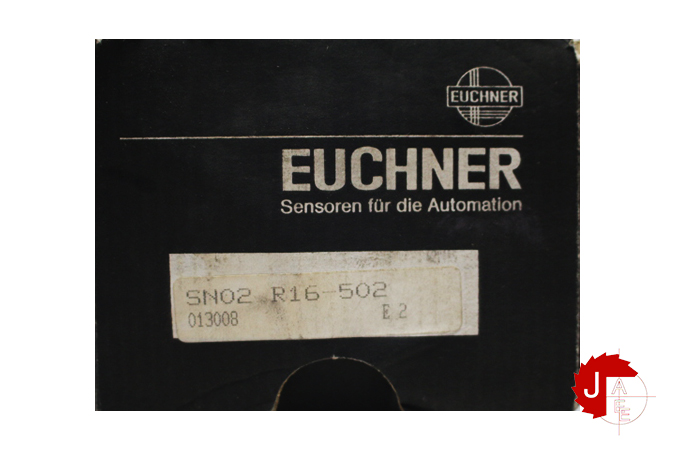 EUCHNER
EUCHNER
Sensoren für die Automation
SN02 R16-502
013008 E 2
J